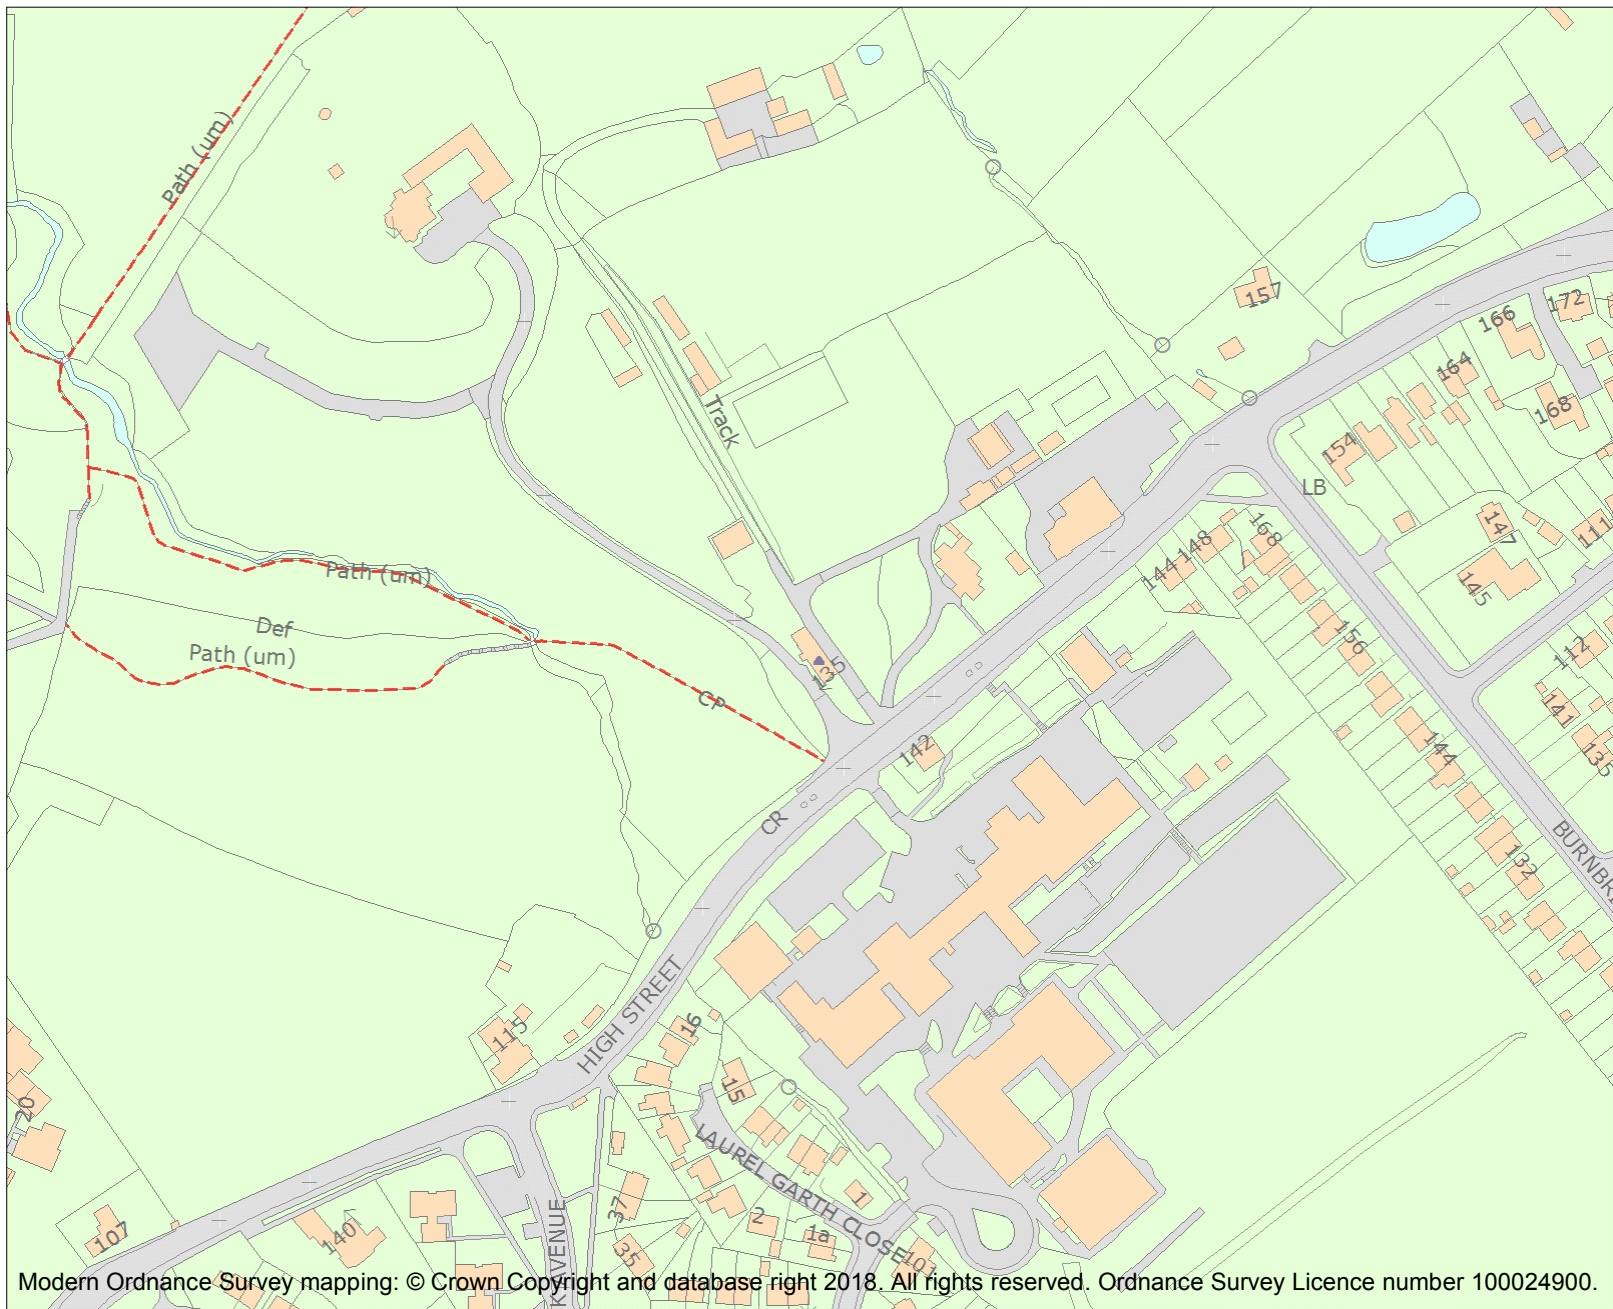 Path (um)
157
172
166
164
168
154
Track
LB
147
111
168
148
144
145
Path (um)
Def
Path (um)
156
112
135
CP
141
142
144
135
CR
132
HIGH STREET
115
16
15
20
LAUREL GARTH CLOSE
1
37
2
1a
107
140
35
101
Modern Ordnance Survey mapping: © Crown Copyright and database right 2018. All rights reserved. Ordnance Survey Licence number 100024900.